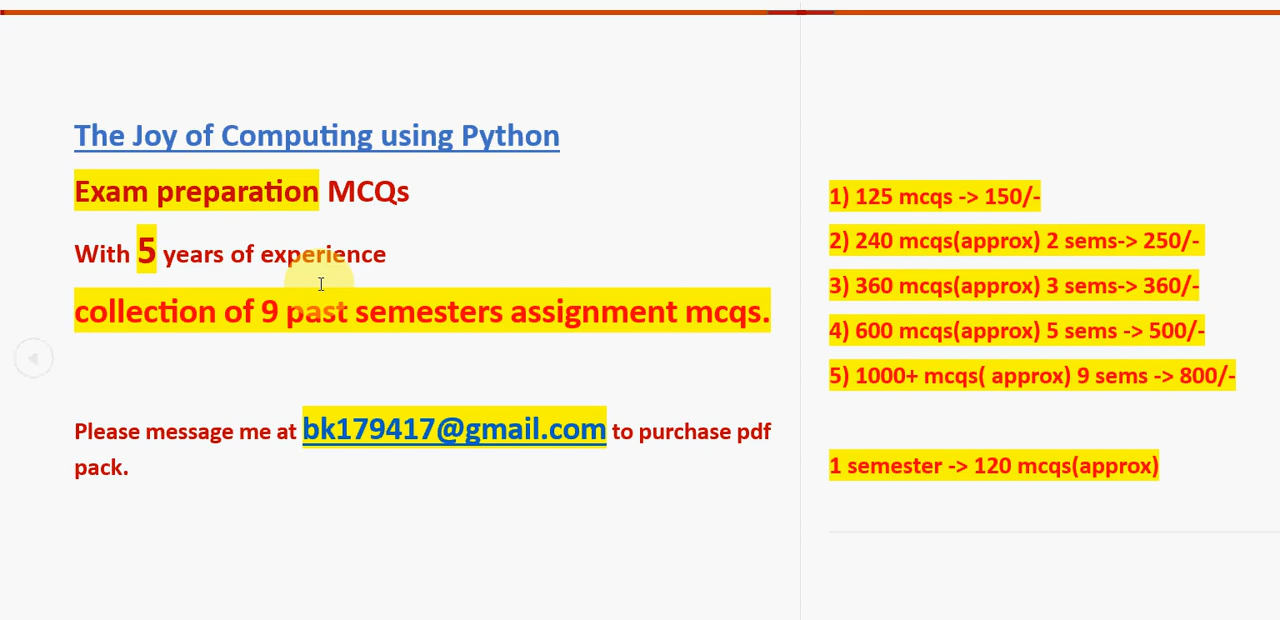 The Joy of Computing using Python
Exam preparation MCQs
With 5 years of experience
collection of 9 past semesters assignment mcqs.
Please message me at bk179417@gmail.com to purchase pdf
pack.
1) 125 mcqs -> 150/-
2) 240 mcqs(approx) 2 sems-> 250/-
3) 360 mcqs(approx) 3 sems-> 360/-
4) 600 mcqs(approx) 5 sems -> 500/-
5) 1000+ mcqs( approx) 9 sems -> 800/-
1 semester -> 120 mcqs(approx)